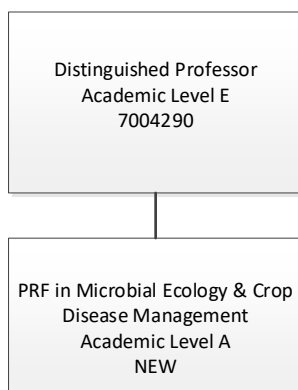 Distinguished Professor
Academic Level E
7004290
PRF in Microbial Ecology & Crop
Disease Management
Academic Level A
NEW